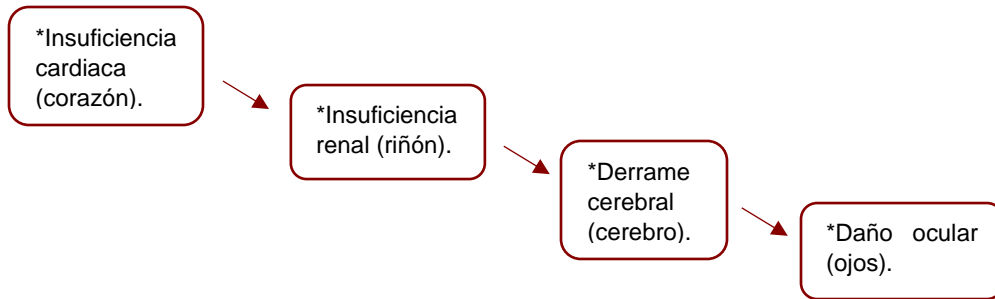 *Insuficiencia
cardiaca
(corazón).
*Insuficiencia
renal (riñón).
*Derrame
cerebral
(cerebro).
*Daño ocular
(ojos).